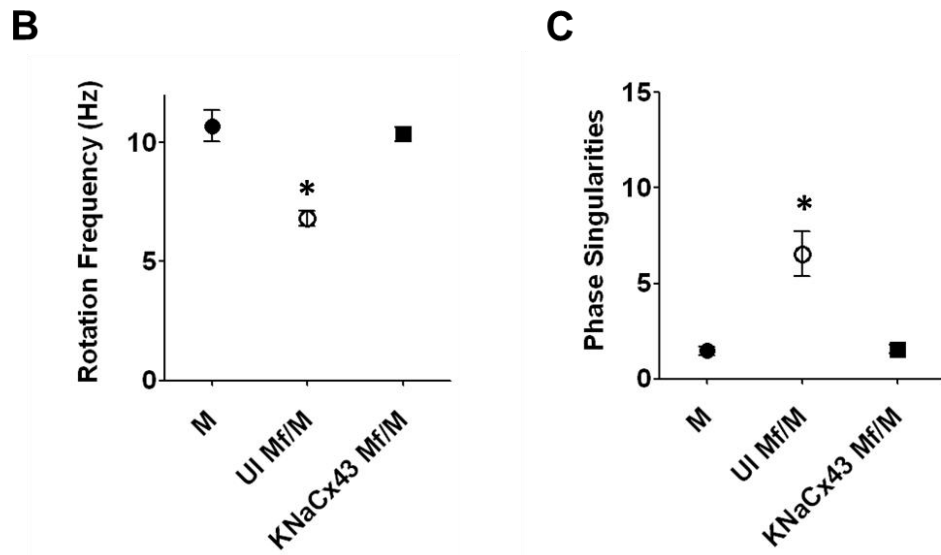 B
Rotation Frequency (Hz)
10
5
0
*
M
UI Mf/M
KNaCx43 Mf/M
C
Phase Singularities
15
10
5
0
*
M
UI Mf/M
KNaCx43 Mf/M